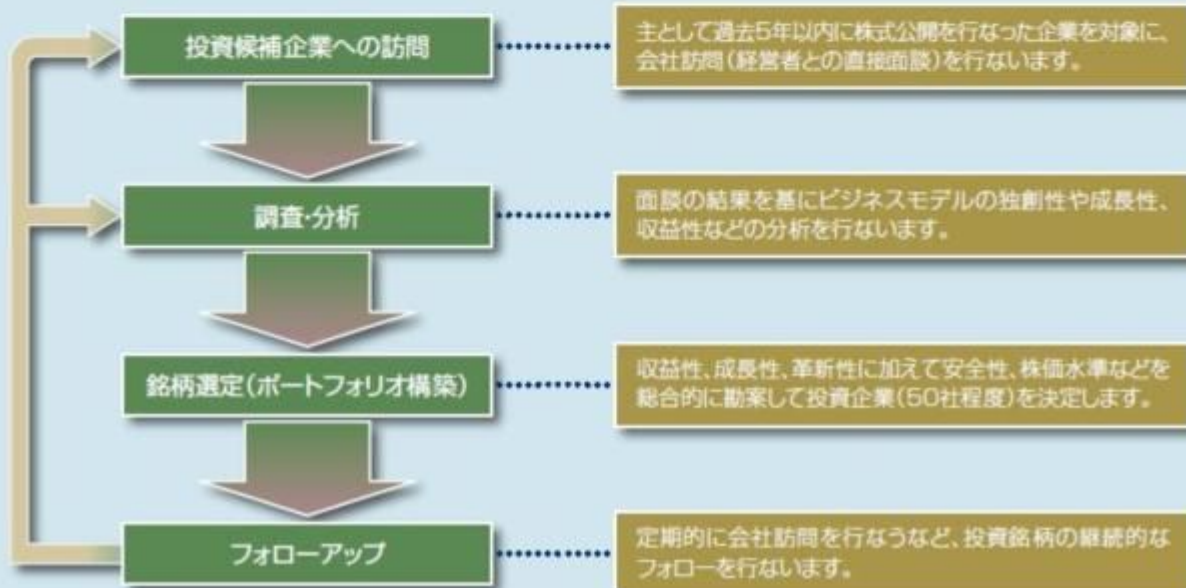 投資候補企業への訪問
主として過去5年以内に株式公開を行なった企業を対象に、
会社訪問(経営者との直接面談)を行ないます。
調査・分析
面談の結果を基にビジネスモデルの独創性や成長性、
収益性などの分析を行ないます。
銘柄選定(ポートフォリオ構築)
収益性、成長性、革新性に加えて安全性、株価水準などを
総合的に勘案して投資企業(50社程度)を決定します。
フォローアップ
定期的に会社訪問を行なうなど、投資銘柄の継続的な
フォローを行ないます。